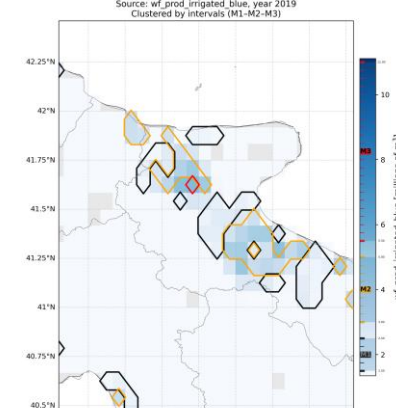 Source: wf_prod_irrigated_blue, year 2019
Clustered by intervals (M1–M2–M3)
42.25°N
42°N
41.75°N
41.5°N
41.25°N
41°N
40.75°N
40.5°N
10
M3
8
6
M2
4
M1
2